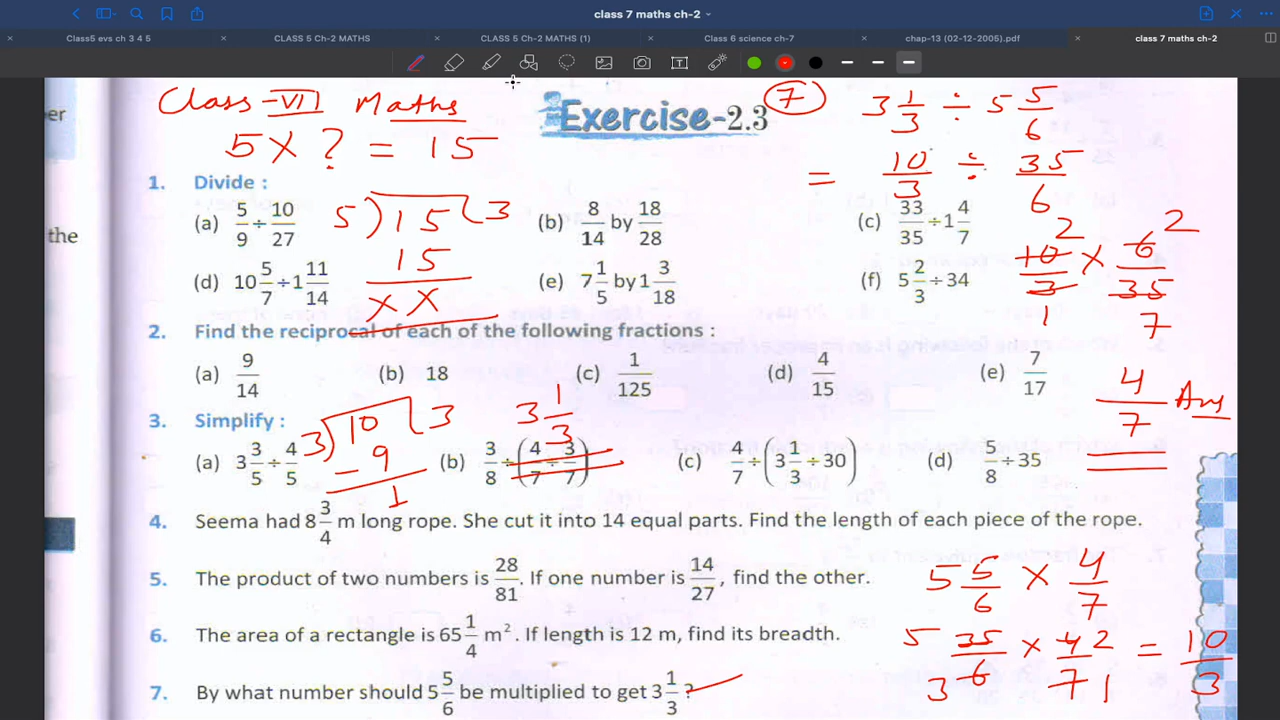 class 7 maths ch-2
Class5 evs ch 3 4 5
CLASS 5 Ch-2 MATHS
CLASS 5 Ch-2 MATHS (1)
Class 6 science ch-7
chap-13 (02-12-2005).pdf
class 7 maths ch-2
Class-VII Maths
5 × ? = 15
Exercise-2.3
1. Divide :
(a) 5/9 ÷ 10/27
(b) 8/14 by 18/28
(c) 33/35 ÷ 1 4/7
(d) 10 5/7 ÷ 1 11/14
(e) 7 1/5 by 1 3/18
(f) 5 2/3 ÷ 34
5) 15 (3
15
× ×
2. Find the reciprocal of each of the following fractions :
(a) 9/14
(b) 18
(c) 1/125
(d) 4/15
(e) 7/17
3. Simplify :
(a) 3 3/5 ÷ 4/5
(b) 3/8 ÷ (4/7 ÷ 3/7)
(c) 4/7 ÷ (3 1/3 ÷ 30)
(d) 5/8 ÷ 35
3) 10 (3
- 9
1
3 1/3
4. Seema had 8 3/4 m long rope. She cut it into 14 equal parts. Find the length of each piece of the rope.
5. The product of two numbers is 28/81. If one number is 14/27, find the other.
6. The area of a rectangle is 65 1/4 m². If length is 12 m, find its breadth.
7. By what number should 5 5/6 be multiplied to get 3 1/3?
7 3 1/3 ÷ 5 5/6
= 10/3 ÷ 35/6
2 2
10/3 × 6/35
1 7
4/7 Ans
5 5/6 × 4/7
5 35/6 × 4/7 2 = 10/3
3 1
ber
the